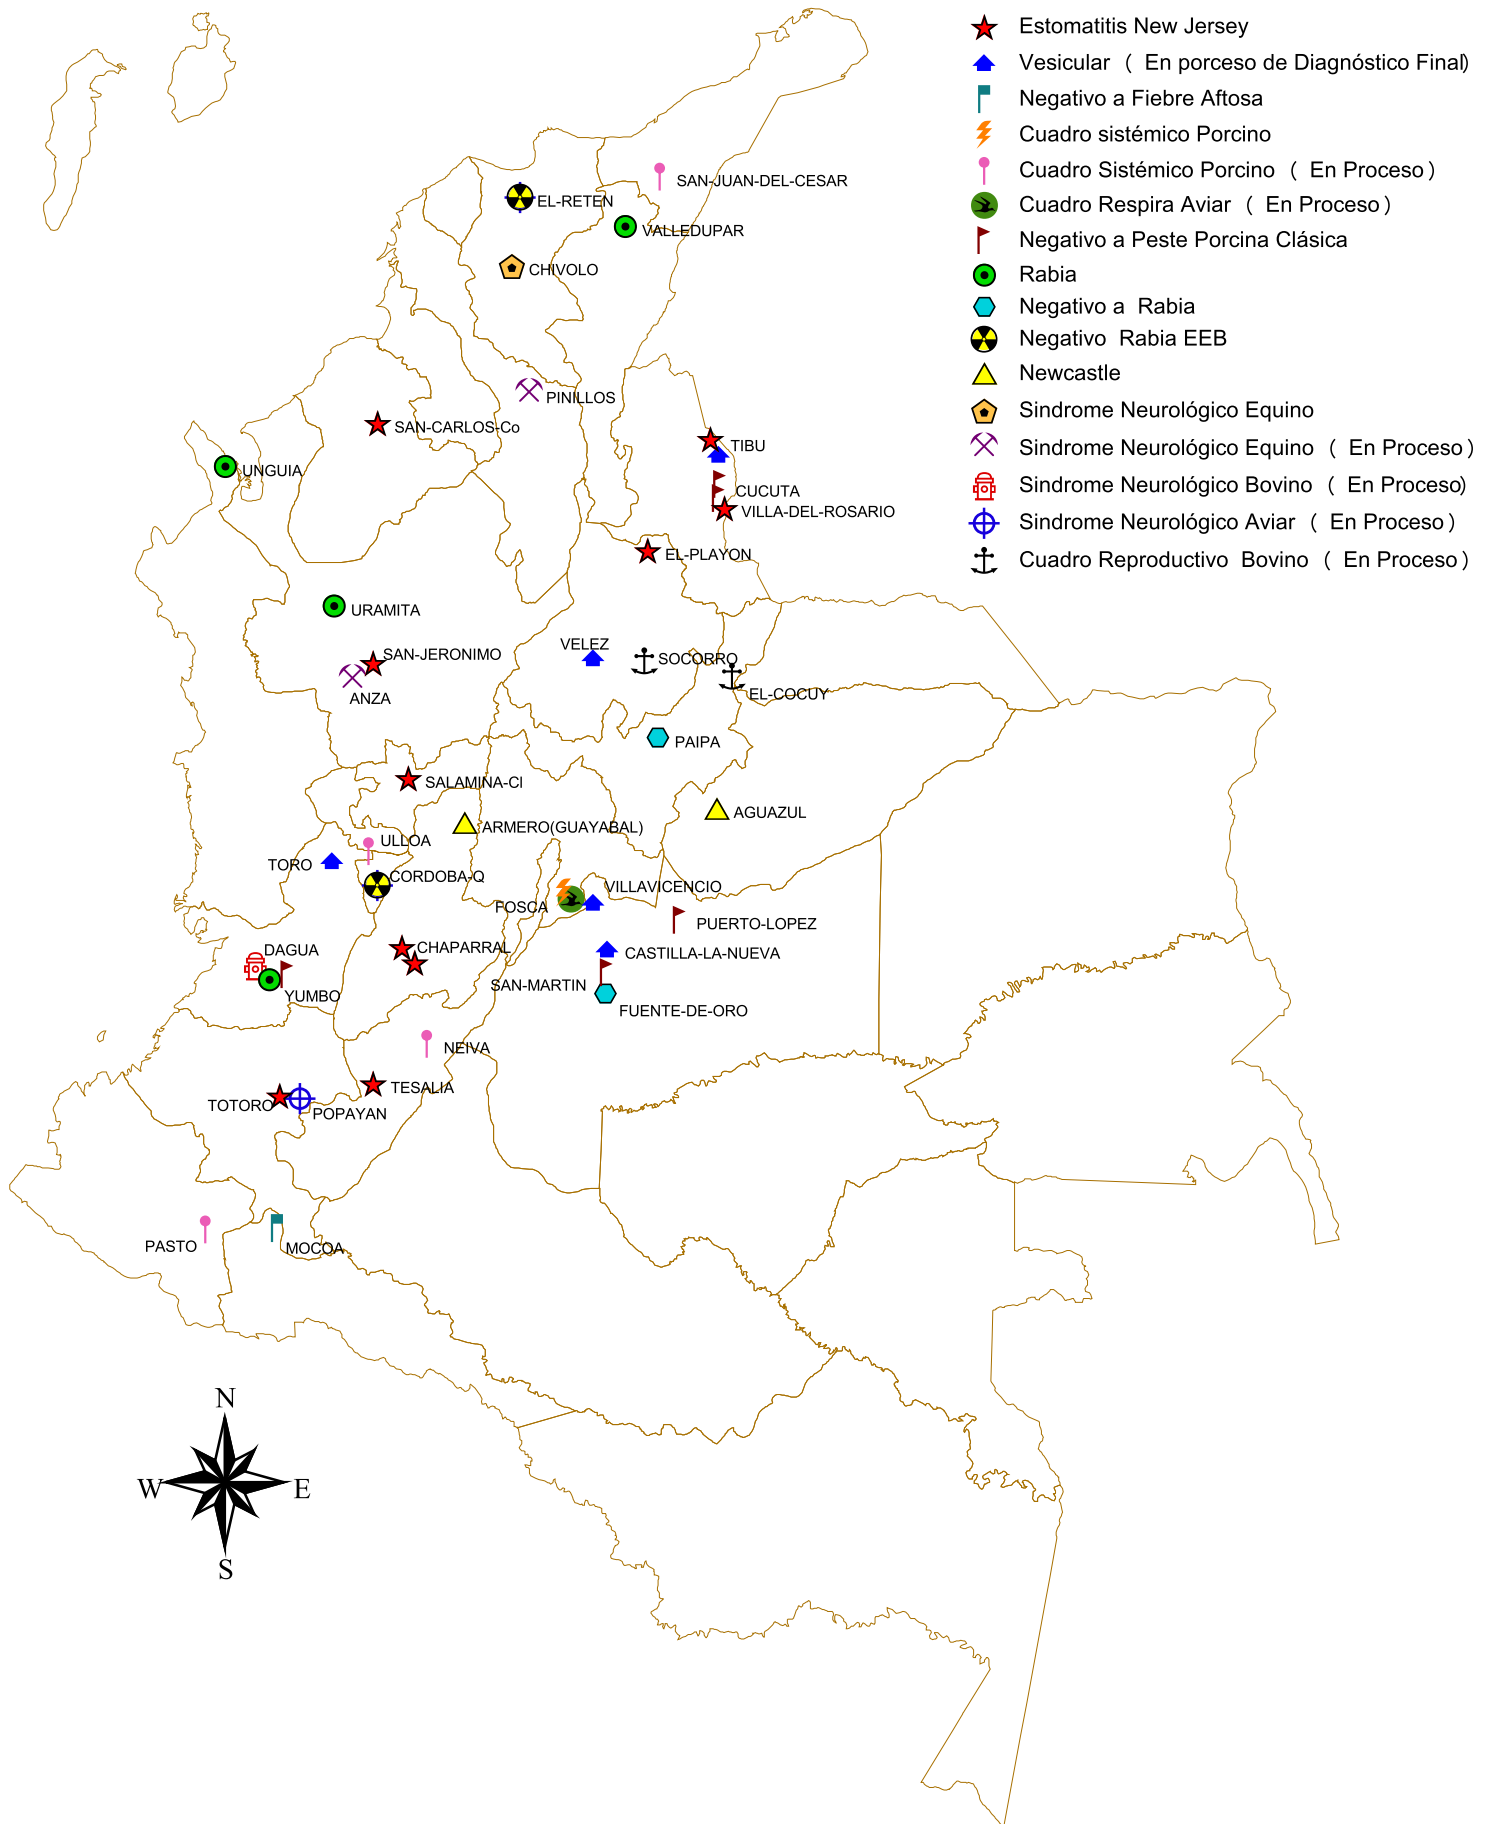 Estomatitis New Jersey
Vesicular ( En porceso de Diagnóstico Final)
Negativo a Fiebre Aftosa
Cuadro sistémico Porcino
Cuadro Sistémico Porcino ( En Proceso )
Cuadro Respira Aviar ( En Proceso )
Negativo a Peste Porcina Clásica
Rabia
Negativo a Rabia
Negativo Rabia EEB
Newcastle
Sindrome Neurológico Equino
Sindrome Neurológico Equino ( En Proceso )
Sindrome Neurológico Bovino ( En Proceso)
Sindrome Neurológico Aviar ( En Proceso )
Cuadro Reproductivo Bovino ( En Proceso )
SAN-JUAN-DEL-CESAR
EL-RETEN
VALLEDUPAR
CHIVOLO
PINILLOS
SAN-CARLOS-Co
TIBU
UNGUIA
CUCUTA
VILLA-DEL-ROSARIO
EL-PLAYON
URAMITA
VELEZ
SAN-JERONIMO
SOCORRO
ANZA
EL-COCUY
PAIPA
SALAMINA-Cl
AGUAZUL
ARMERO(GUAYABAL)
ULLOA
TORO
CORDOBA-Q
VILLAVICENCIO
FOSCA
PUERTO-LOPEZ
DAGUA
CHAPARRAL
CASTILLA-LA-NUEVA
SAN-MARTIN
YUMBO
FUENTE-DE-ORO
NEIVA
TESALIA
TOTORO
POPAYAN
PASTO
MOCOA
N
W
E
S